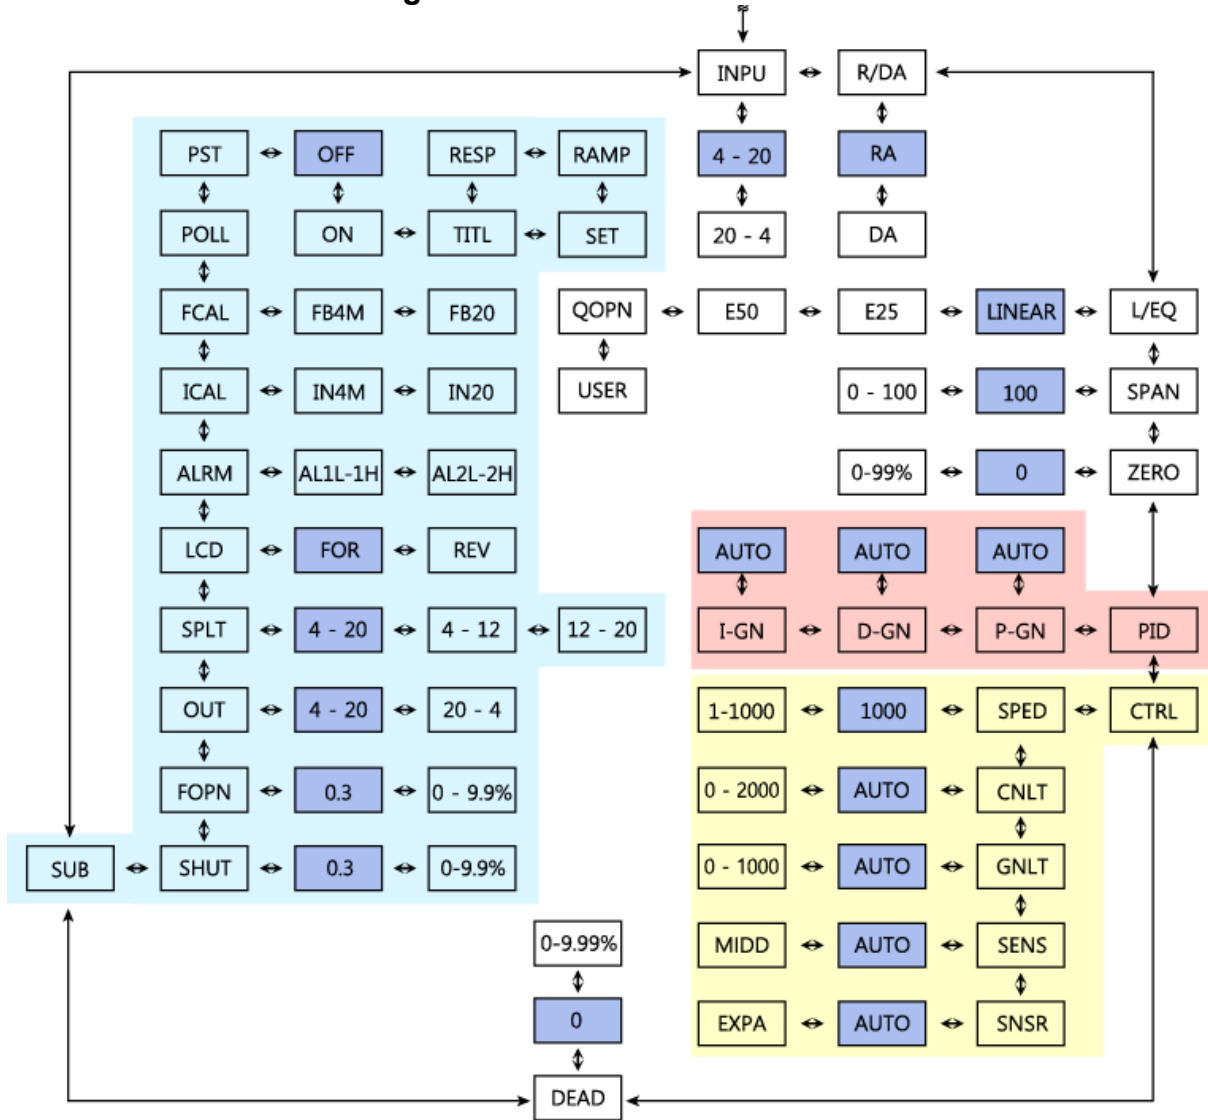 g
INPU
R/DA
PST
OFF
RESP
RAMP
4 - 20
RA
POLL
ON
TITL
SET
20 - 4
DA
FCAL
FB4M
FB20
QOPN
E50
E25
LINEAR
L/EQ
ICAL
IN4M
IN20
USER
0 - 100
100
SPAN
ALRM
AL1L-1H
AL2L-2H
0-99%
0
ZERO
LCD
FOR
REV
AUTO
AUTO
AUTO
SPLT
4 - 20
4 - 12
12 - 20
I-GN
D-GN
P-GN
PID
OUT
4 - 20
20 - 4
1-1000
1000
SPED
CTRL
FOPN
0.3
0 - 9.9%
0 - 2000
AUTO
CNLT
SUB
SHUT
0.3
0-9.9%
0 - 1000
AUTO
GNLT
0-9.99%
MIDD
AUTO
SENS
0
EXPA
AUTO
SNSR
DEAD